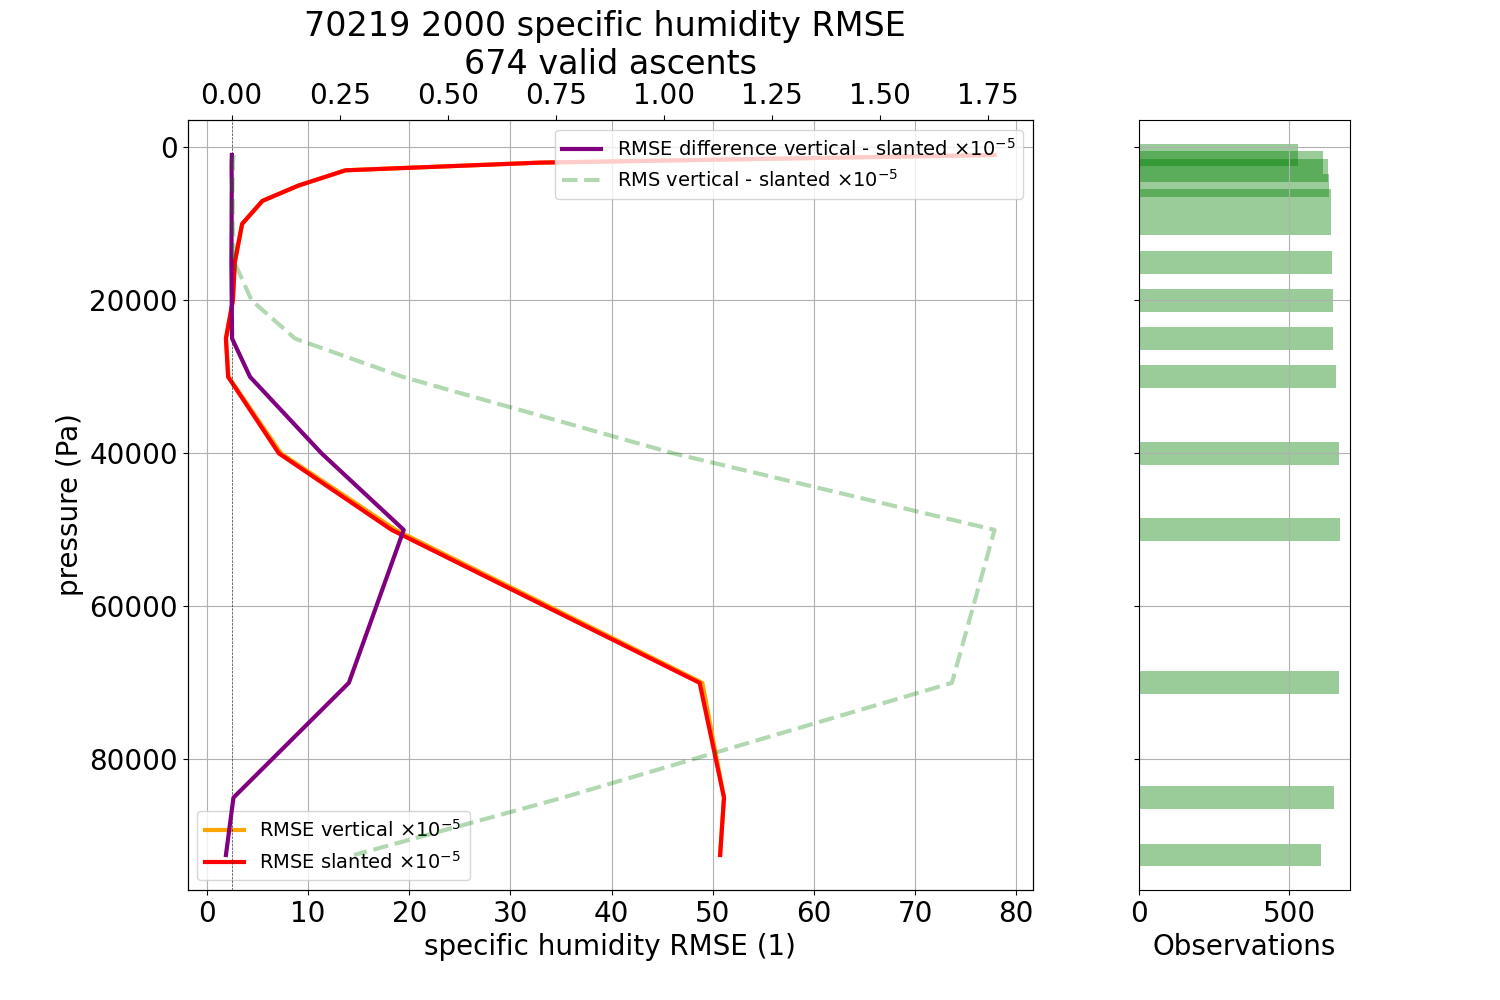 70219 2000 specific humidity RMSE
674 valid ascents
0.00 0.25 0.50 0.75 1.00 1.25 1.50 1.75
RMSE difference vertical - slanted ×10⁻⁵
RMS vertical - slanted ×10⁻⁵
0
20000
40000
60000
80000
pressure (Pa)
RMSE vertical ×10⁻⁵
RMSE slanted ×10⁻⁵
0 10 20 30 40 50 60 70 80
specific humidity RMSE (1)
0 500
Observations